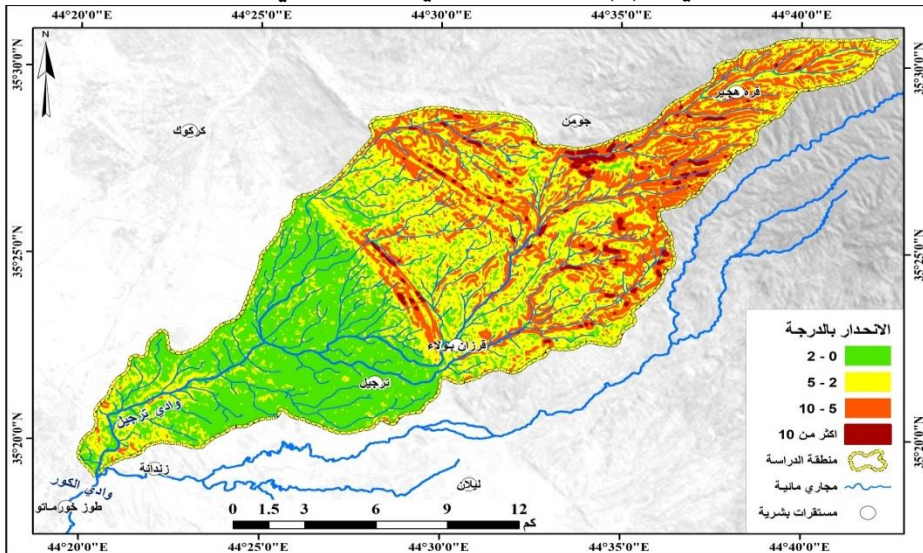 44°20'0"E 44°25'0"E 44°30'0"E 44°35'0"E 44°40'0"E
N
35°30'0"N 35°30'0"N
قره هجير
جومن
كركوك
35°25'0"N 35°25'0"N
الانحدار بالدرجة
2 - 0
5 - 2
10 - 5
اكثر من 10
منطقة الدراسة
مجاري مائية
مستقرات بشرية
قرزان بولاء
ترجيل
وادي ترجيل
35°20'0"N 35°20'0"N
زندانة
وادي الكور
ليلان
طوز خورماتو
0 1.5 3 6 9 12
كم
44°20'0"E 44°25'0"E 44°30'0"E 44°35'0"E 44°40'0"E